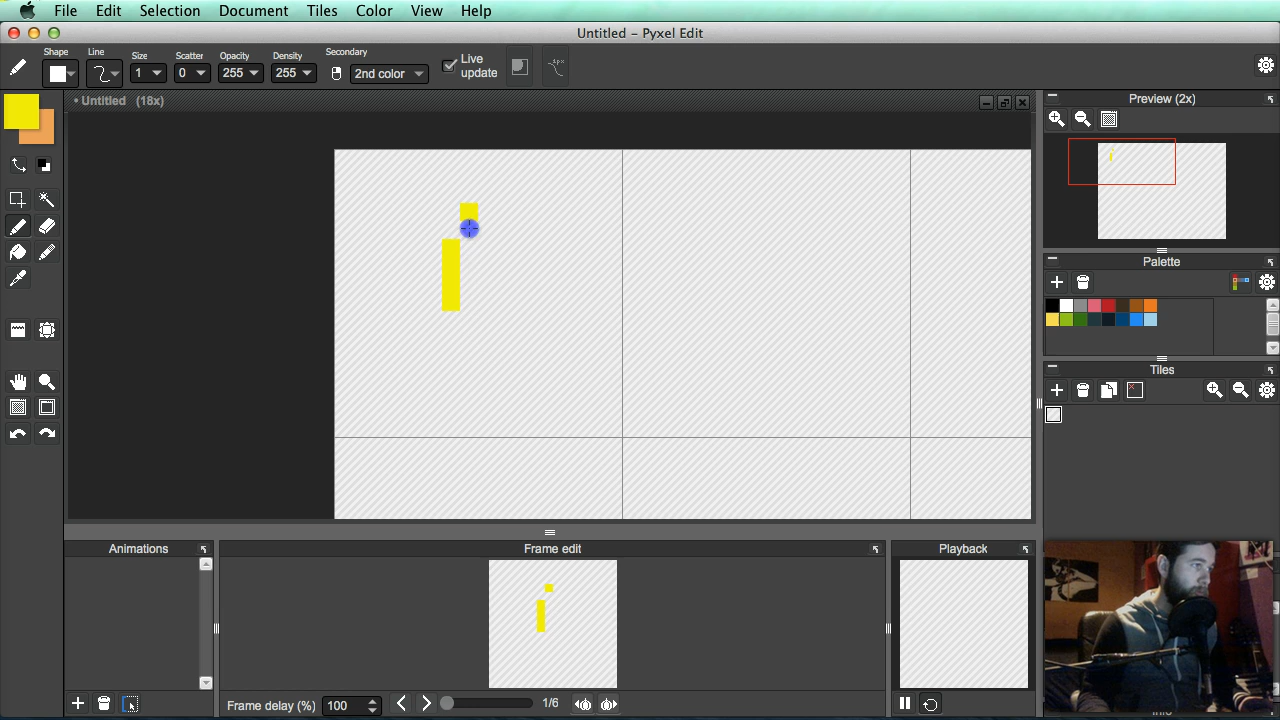 File Edit Selection Document Tiles Color View Help
Untitled – Pyxel Edit
Shape Line Size Scatter Opacity Density Secondary
1 0 255 255 2nd color Live update 4px
• Untitled (18x)
Preview (2x)
Palette
Tiles
Animations Frame edit Playback
Frame delay (%) 100 1/6